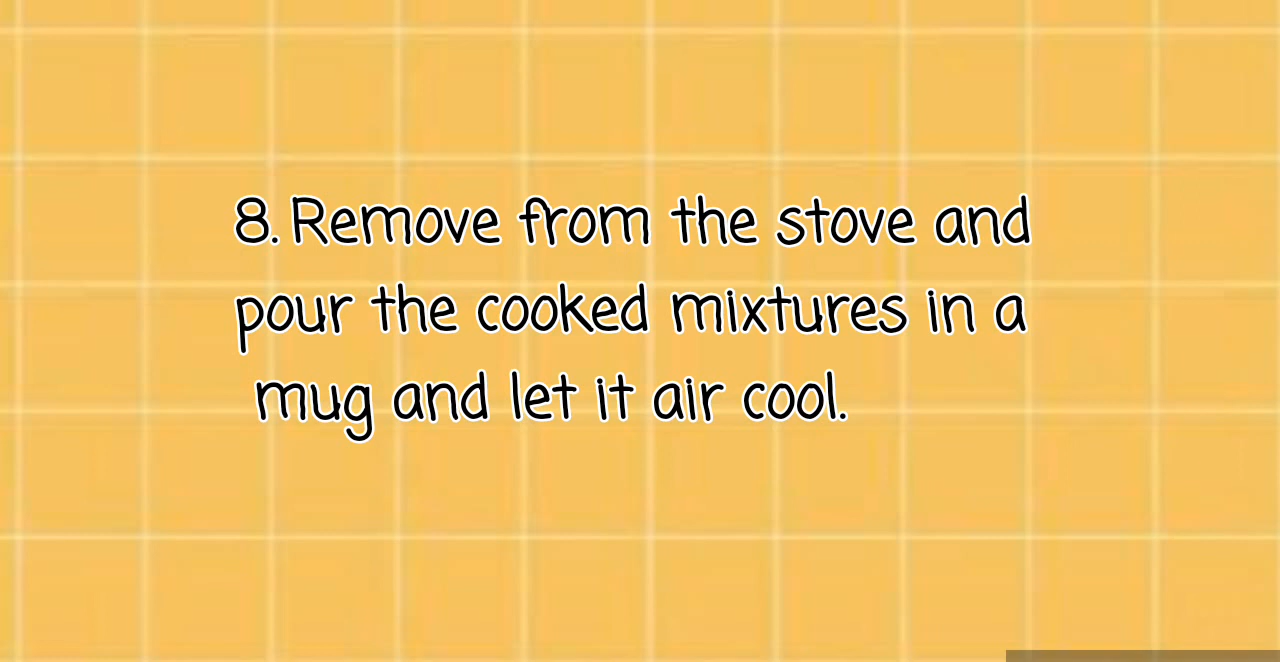 8. Remove from the stove and
pour the cooked mixtures in a
mug and let it air cool.